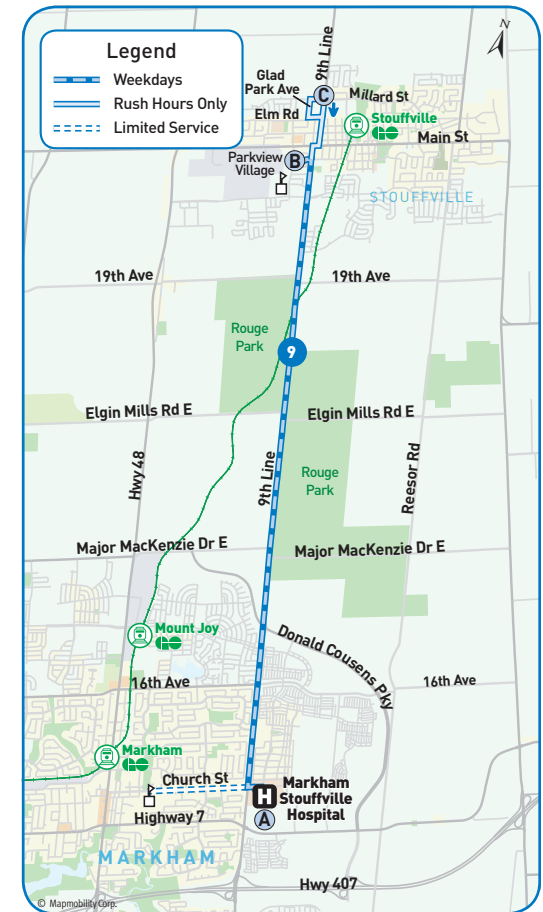 N
Legend
Weekdays
Rush Hours Only
Limited Service
9th Line
Glad
Park Ave
C
Millard St
Elm Rd
Stouffville
GO
Main St
Parkview
Village
B
STOUFFVILLE
19th Ave
19th Ave
Rouge
Park
9
Elgin Mills Rd E
Elgin Mills Rd E
Hwy 48
9th Line
Rouge
Park
Reesor Rd
Major MacKenzie Dr E
Major MacKenzie Dr E
Mount Joy
GO
Donald Cousens Pky
16th Ave
16th Ave
Markham
GO
Church St
H
Markham
Stouffville
Hospital
A
Highway 7
MARKHAM
Hwy 407
© Mapmobility Corp.